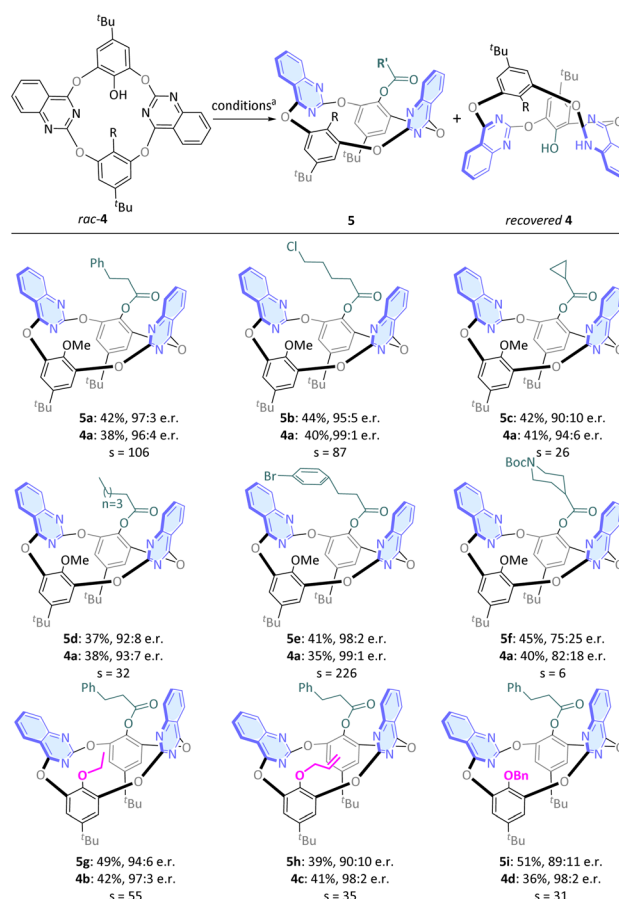 tBu
O O
OH
N N
N N
R
O O
tBu
rac-4
conditionsa
R'
O
O
N
N O N
R N O
O O
tBu tBu
5
+
tBu
O R tBu
N O O
N HO HN N
recovered 4
Ph
O
O
N
N O N
O OMe N O
O
tBu
tBu
5a: 42%, 97:3 e.r.
4a: 38%, 96:4 e.r.
s = 106
Cl
O
O
N
N O N
O OMe N O
O
tBu
tBu
5b: 44%, 95:5 e.r.
4a: 40%,99:1 e.r.
s = 87
O
O
N
N O N
O OMe N O
O
tBu
tBu
5c: 42%, 90:10 e.r.
4a: 41%, 94:6 e.r.
s = 26
n=3
O
O
N
N O N
O OMe N O
O
tBu
tBu
5d: 37%, 92:8 e.r.
4a: 38%, 93:7 e.r.
s = 32
Br
O
O
N
N O N
O OMe N O
O
tBu
tBu
5e: 41%, 98:2 e.r.
4a: 35%, 99:1 e.r.
s = 226
BocN
O
O
N
N O N
O OMe N O
O
tBu
tBu
5f: 45%, 75:25 e.r.
4a: 40%, 82:18 e.r.
s = 6
Ph
O
O
N
N O N
O O N O
O
tBu
tBu
5g: 49%, 94:6 e.r.
4b: 42%, 97:3 e.r.
s = 55
Ph
O
O
N
N O N
O O N O
O
tBu
tBu
5h: 39%, 90:10 e.r.
4c: 41%, 98:2 e.r.
s = 35
Ph
O
O
N
N O N
O OBn N O
O
tBu
tBu
5i: 51%, 89:11 e.r.
4d: 36%, 98:2 e.r.
s = 31